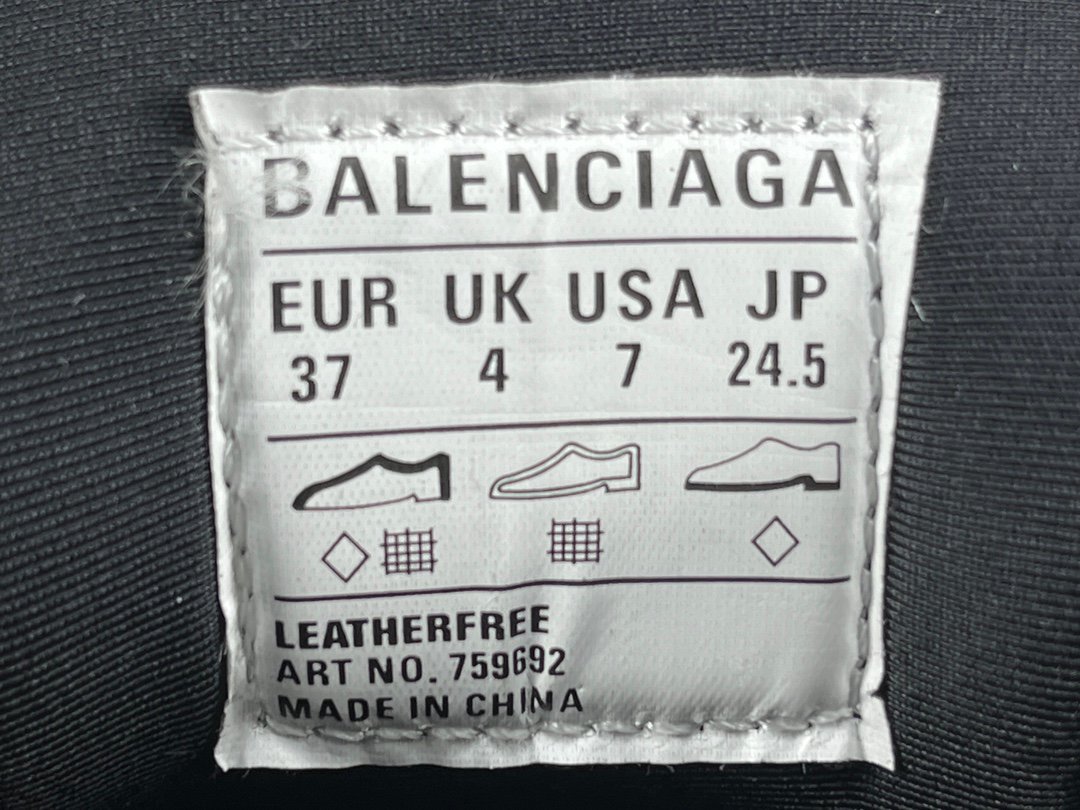 BALENCIAGA
EUR UK USA JP
37 4 7 24.5
LEATHERFREE
ART NO. 759692
MADE IN CHINA